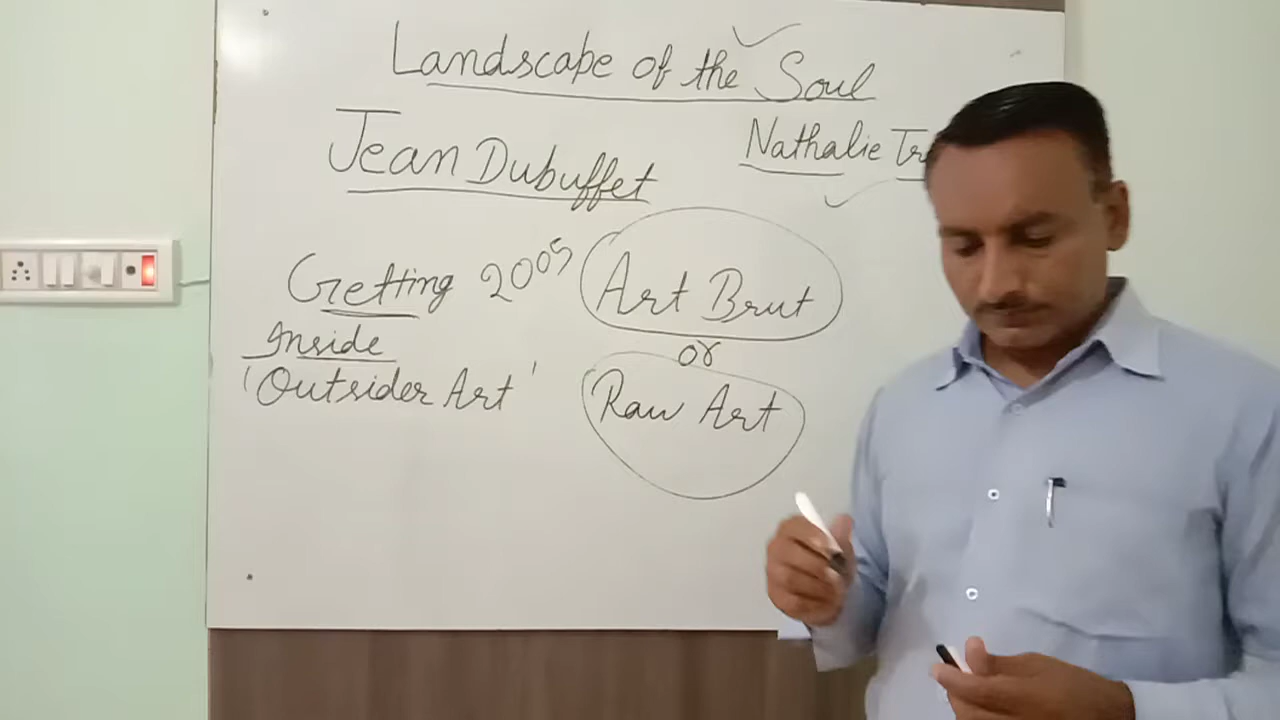 Landscape of the Soul
Jean Dubuffet
Nathalie
Getting 2005
Inside
'Outsider Art'
Art Brut
or
Raw Art